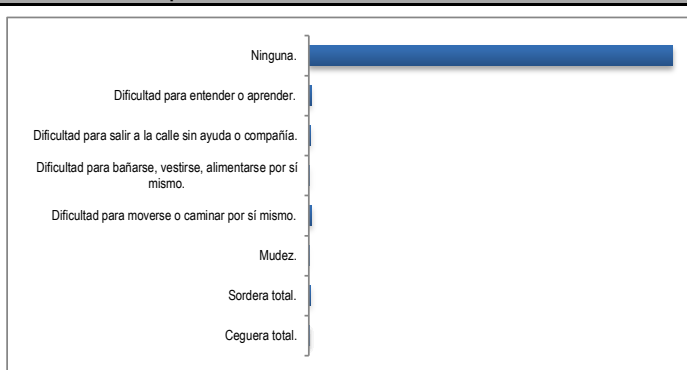 Ninguna.
Dificultad para entender o aprender.
Dificultad para salir a la calle sin ayuda o compañía.
Dificultad para bañarse, vestirse, alimentarse por sí
mismo.
Dificultad para moverse o caminar por sí mismo.
Mudez.
Sordera total.
Ceguera total.